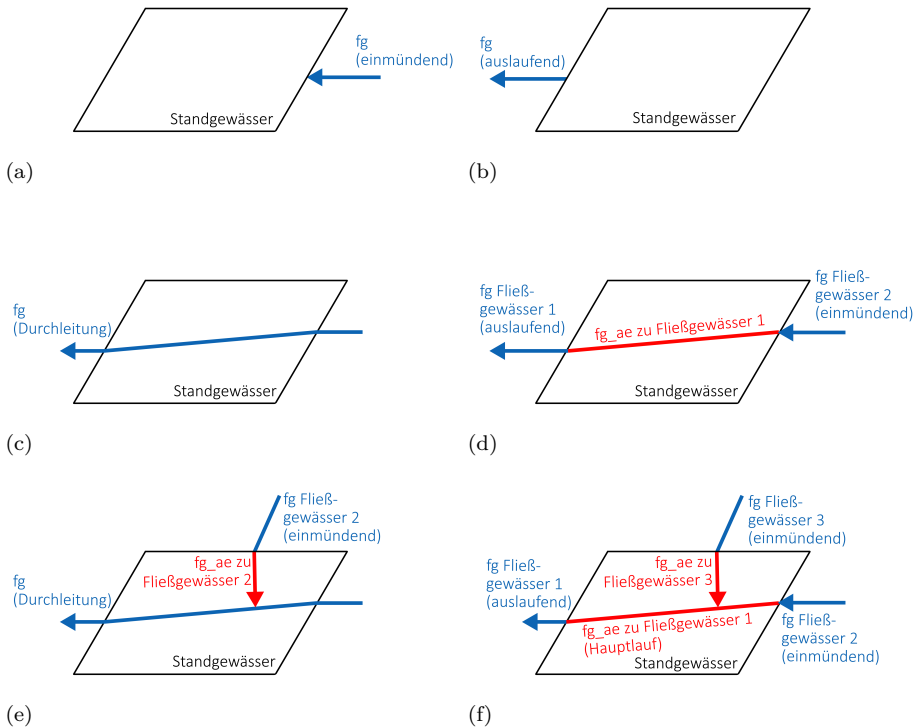 fg
(einmündend)
Standgewässer
(a)
fg
(auslaufend)
Standgewässer
(b)
fg
(Durchleitung)
Standgewässer
(c)
fg Fließ-
gewässer 1
(auslaufend)
fg_ae zu Fließgewässer 1
fg Fließ-
gewässer 2
(einmündend)
Standgewässer
(d)
fg Fließ-
gewässer 2
(einmündend)
fg_ae zu
Fließgewässer 2
fg
(Durchleitung)
Standgewässer
(e)
fg Fließ-
gewässer 3
(einmündend)
fg_ae zu
Fließgewässer 3
fg Fließ-
gewässer 1
(auslaufend)
fg_ae zu Fließgewässer 1
(Hauptlauf)
fg Fließ-
gewässer 2
(einmündend)
Standgewässer
(f)